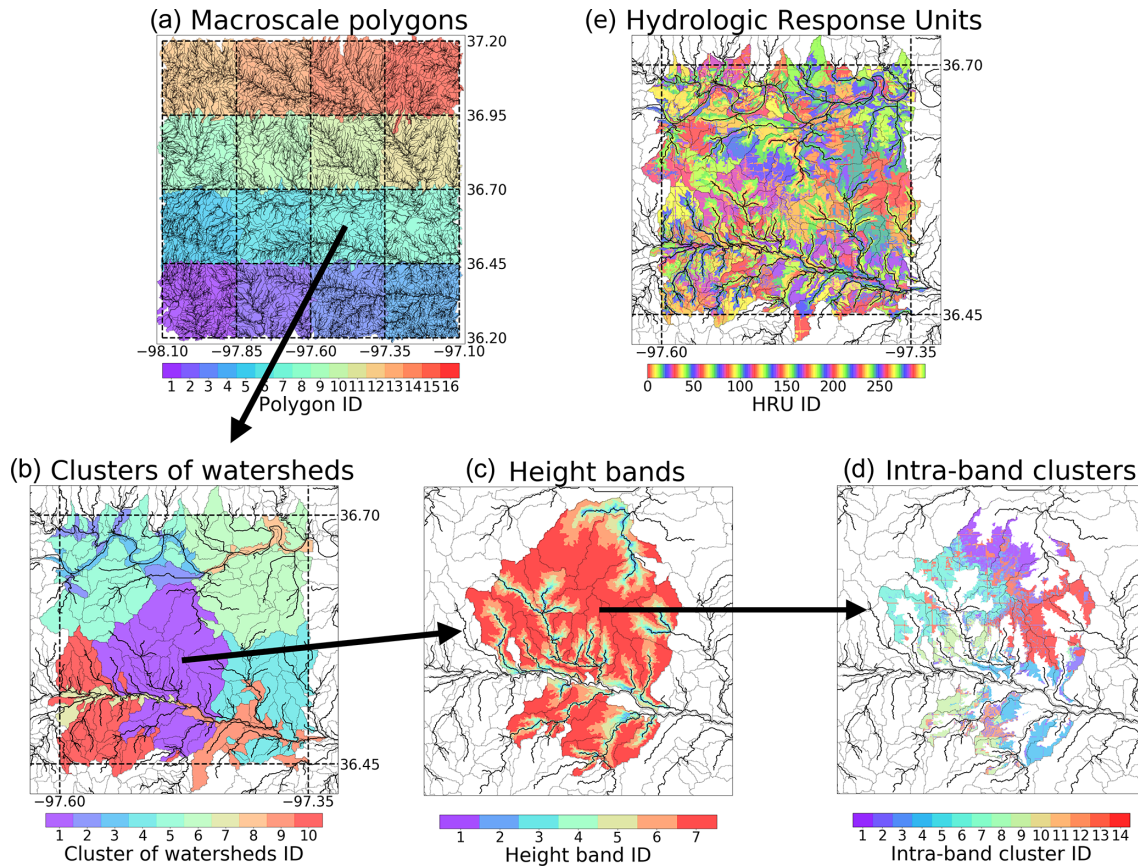 (a) Macroscale polygons
37.20
36.95
36.70
36.45
36.20
−98.10 −97.85 −97.60 −97.35 −97.10
1 2 3 4 5 6 7 8 9 10 11 12 13 14 15 16
Polygon ID
(e) Hydrologic Response Units
36.70
36.45
−97.60 −97.35
0 50 100 150 200 250
HRU ID
(b) Clusters of watersheds
36.70
36.45
−97.60 −97.35
1 2 3 4 5 6 7 8 9 10
Cluster of watersheds ID
(c) Height bands
1 2 3 4 5 6 7
Height band ID
(d) Intra-band clusters
1 2 3 4 5 6 7 8 9 10 11 12 13 14
Intra-band cluster ID